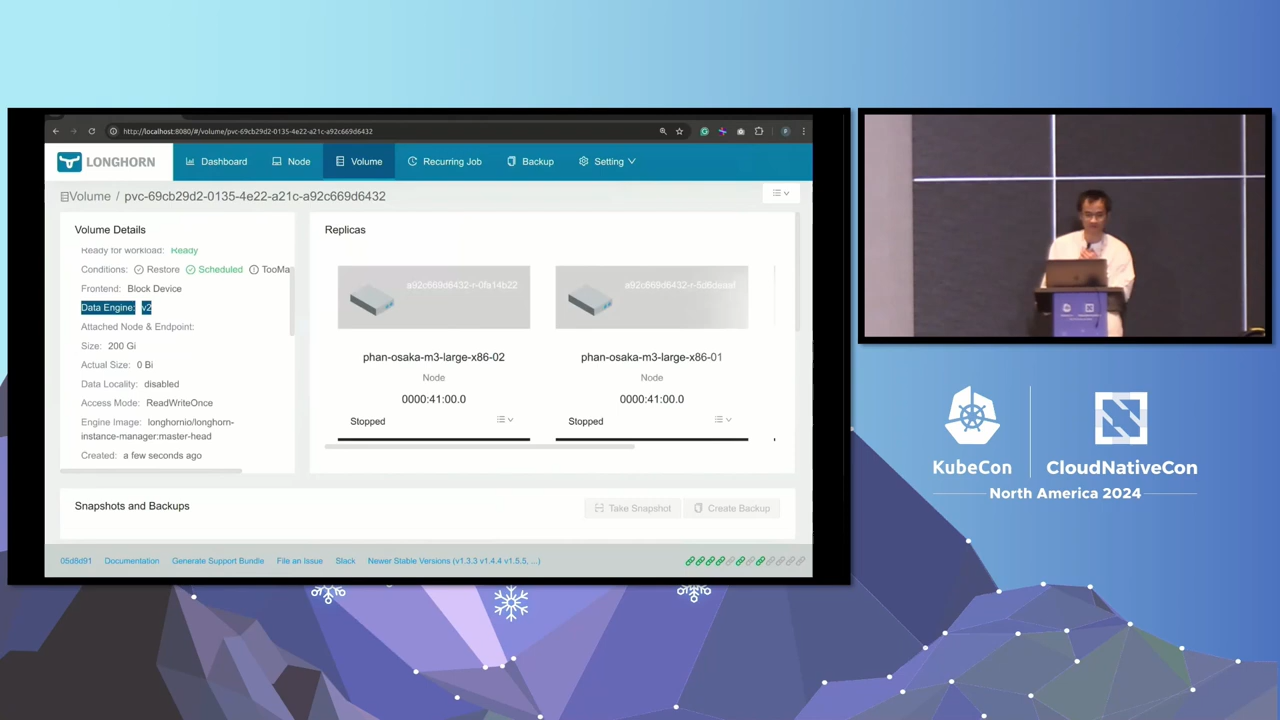 http://localhost:8080/#/volume/pvc-69cb29d2-0135-4e22-a21c-a92c669d6432
LONGHORN
Dashboard
Node
Volume
Recurring Job
Backup
Setting
Volume / pvc-69cb29d2-0135-4e22-a21c-a92c669d6432
Volume Details
Ready for workload: Ready
Conditions: Restore Scheduled TooMa
Frontend: Block Device
Data Engine: v2
Attached Node & Endpoint:
Size: 200 Gi
Actual Size: 0 Bi
Data Locality: disabled
Access Mode: ReadWriteOnce
Engine Image: longhornio/longhorn-
instance-manager:master-head
Created: a few seconds ago
Replicas
a92c669d6432-r-0fa14b22
phan-osaka-m3-large-x86-02
Node
0000:41:00.0
Stopped
a92c669d6432-r-5d6deaef
phan-osaka-m3-large-x86-01
Node
0000:41:00.0
Stopped
Snapshots and Backups
Take Snapshot
Create Backup
05d8d91
Documentation
Generate Support Bundle
File an Issue
Slack
Newer Stable Versions (v1.3.3 v1.4.4 v1.5.5, ...)
KubeCon
CloudNativeCon
North America 2024